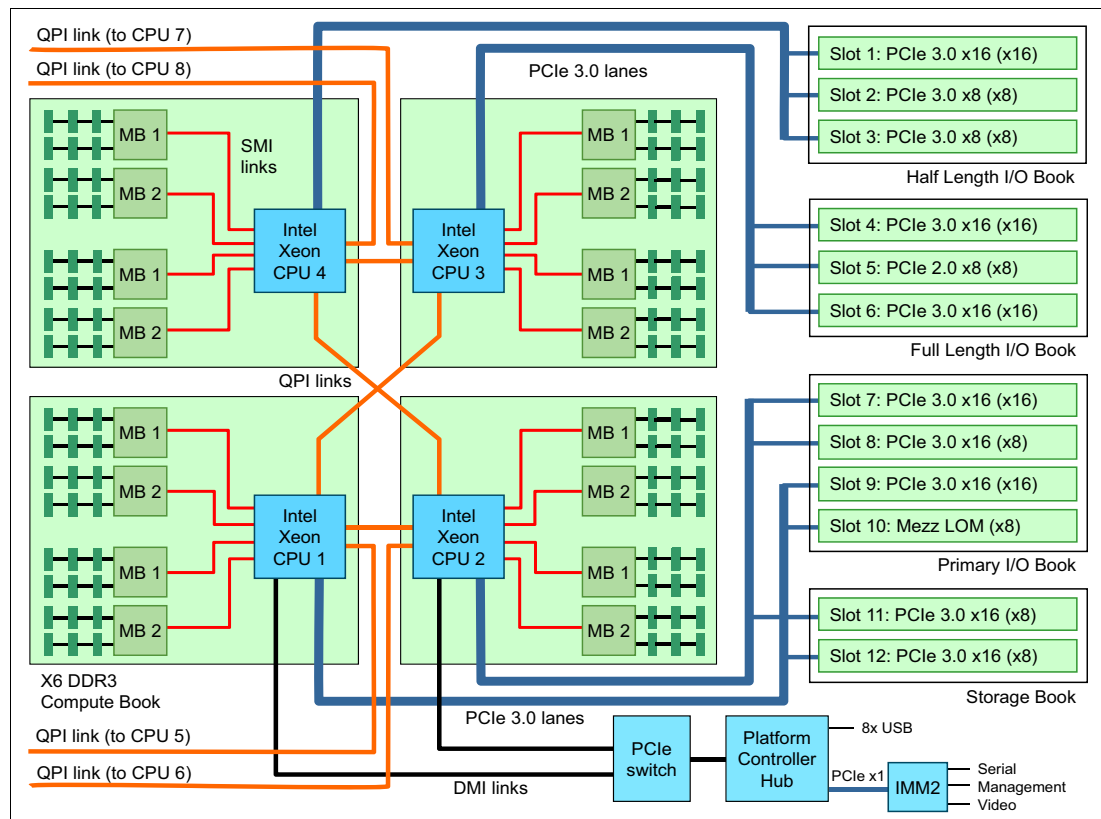 QPI link (to CPU 7)
QPI link (to CPU 8)
PCIe 3.0 lanes
Slot 1: PCIe 3.0 x16 (x16)
Slot 2: PCIe 3.0 x8 (x8)
Slot 3: PCIe 3.0 x8 (x8)
Half Length I/O Book
MB 1
MB 2
MB 1
MB 2
SMI
links
Intel
Xeon
CPU 4
Intel
Xeon
CPU 3
MB 1
MB 2
MB 1
MB 2
Slot 4: PCIe 3.0 x16 (x16)
Slot 5: PCIe 2.0 x8 (x8)
Slot 6: PCIe 3.0 x16 (x16)
Full Length I/O Book
QPI links
MB 1
MB 2
MB 1
MB 2
Intel
Xeon
CPU 1
Intel
Xeon
CPU 2
MB 1
MB 2
MB 1
MB 2
Slot 7: PCIe 3.0 x16 (x16)
Slot 8: PCIe 3.0 x16 (x8)
Slot 9: PCIe 3.0 x16 (x16)
Slot 10: Mezz LOM (x8)
Primary I/O Book
Slot 11: PCIe 3.0 x16 (x8)
Slot 12: PCIe 3.0 x16 (x8)
Storage Book
X6 DDR3
Compute Book
PCIe 3.0 lanes
QPI link (to CPU 5)
QPI link (to CPU 6)
DMI links
PCIe
switch
Platform
Controller
Hub
8x USB
PCIe x1
IMM2
Serial
Management
Video